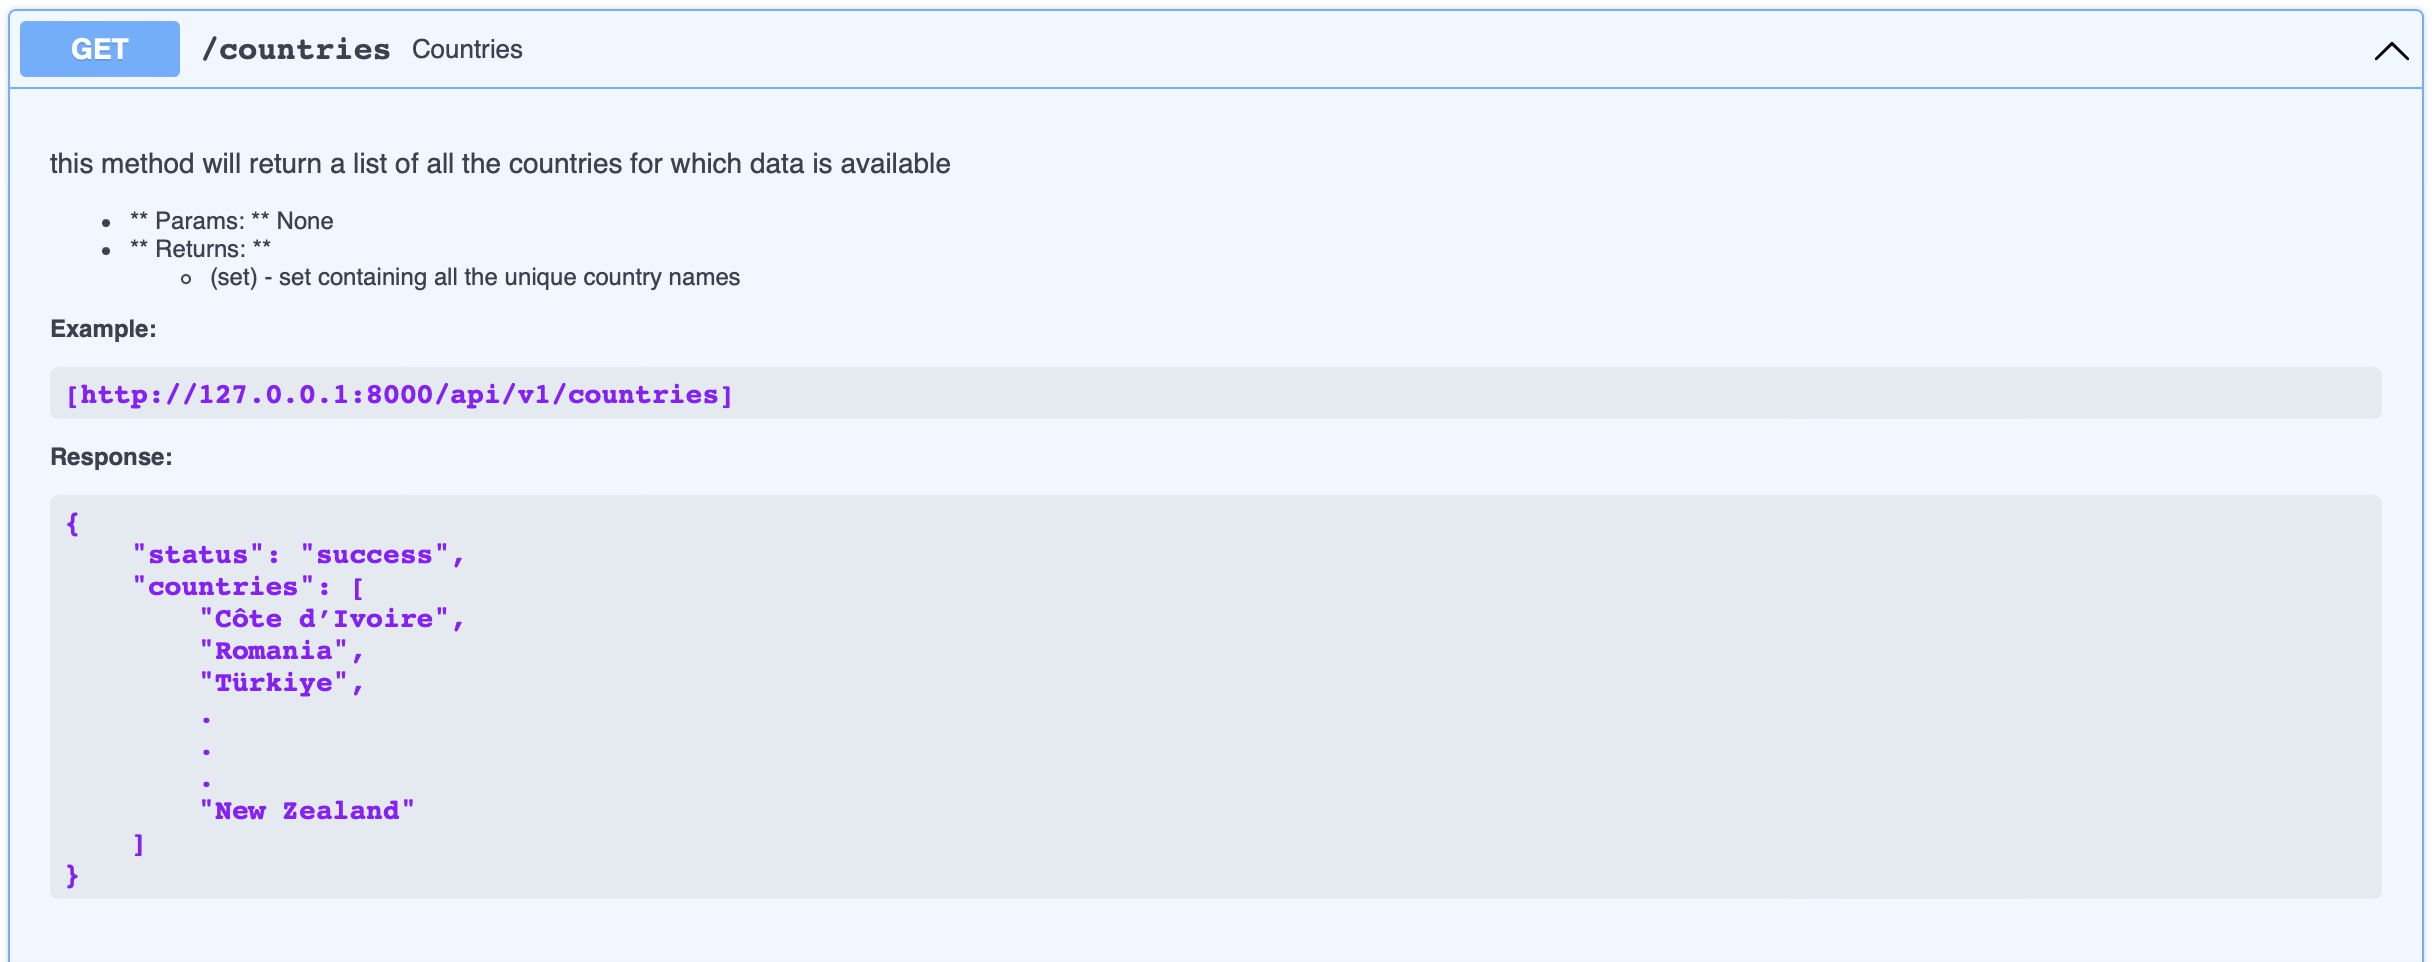 GET /countries Countries
this method will return a list of all the countries for which data is available
** Params: ** None
** Returns: **
(set) - set containing all the unique country names
Example:
[http://127.0.0.1:8000/api/v1/countries]
Response:
{
    "status": "success",
    "countries": [
        "Côte d’Ivoire",
        "Romania",
        "Türkiye",
        .
        .
        .
        "New Zealand"
    ]
}